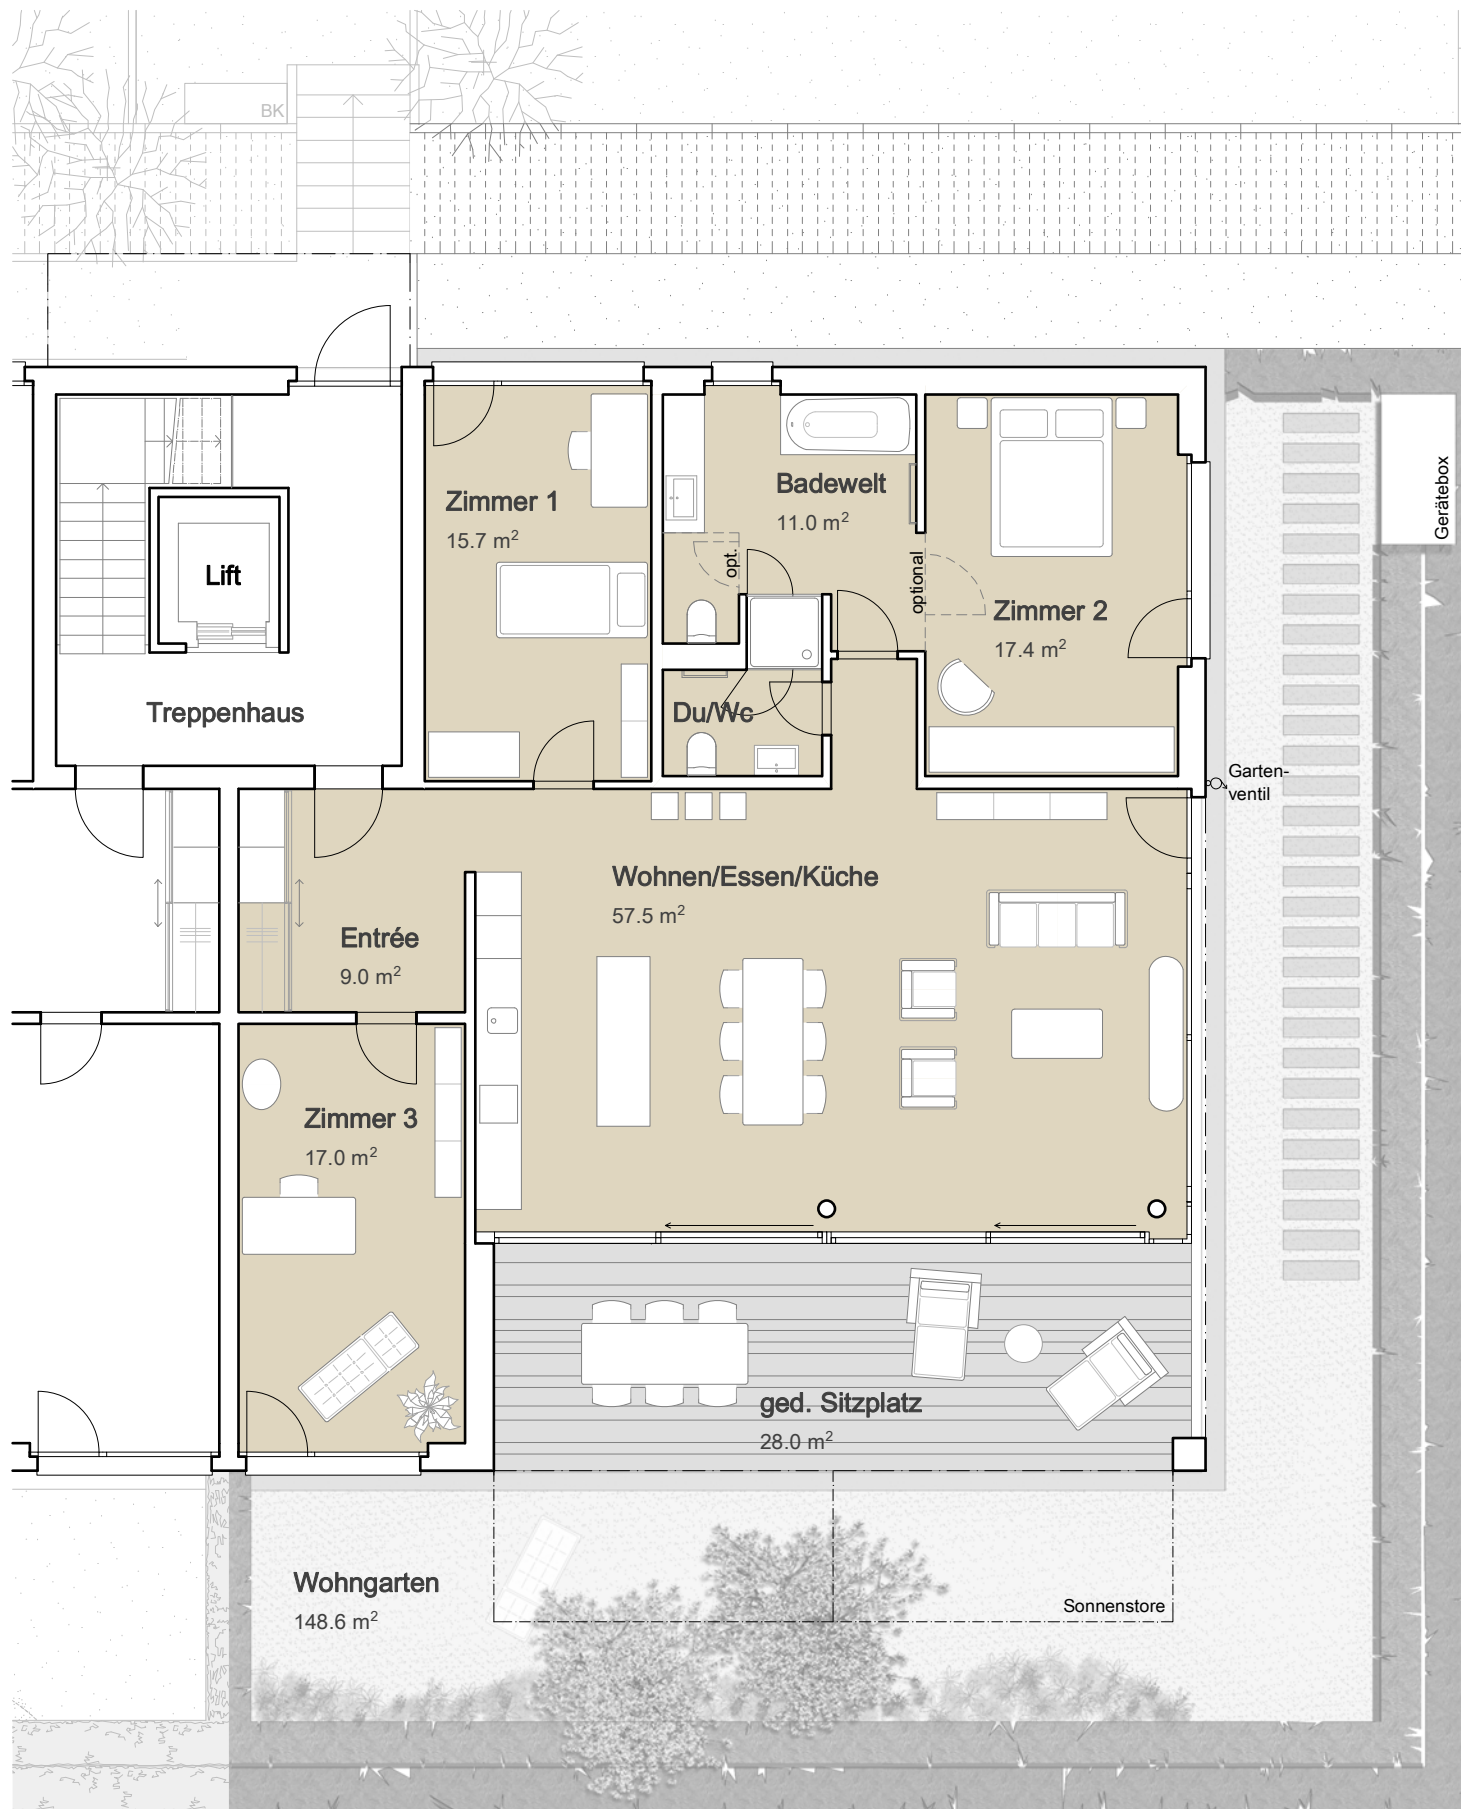 BK
Gerätebox
Zimmer 1
15.7 m²
Badewelt
11.0 m²
opt.
optional
Lift
Zimmer 2
17.4 m²
Treppenhaus
Du/Wc
Garten-
ventil
Wohnen/Essen/Küche
57.5 m²
Entrée
9.0 m²
Zimmer 3
17.0 m²
ged. Sitzplatz
28.0 m²
Wohngarten
148.6 m²
Sonnenstore